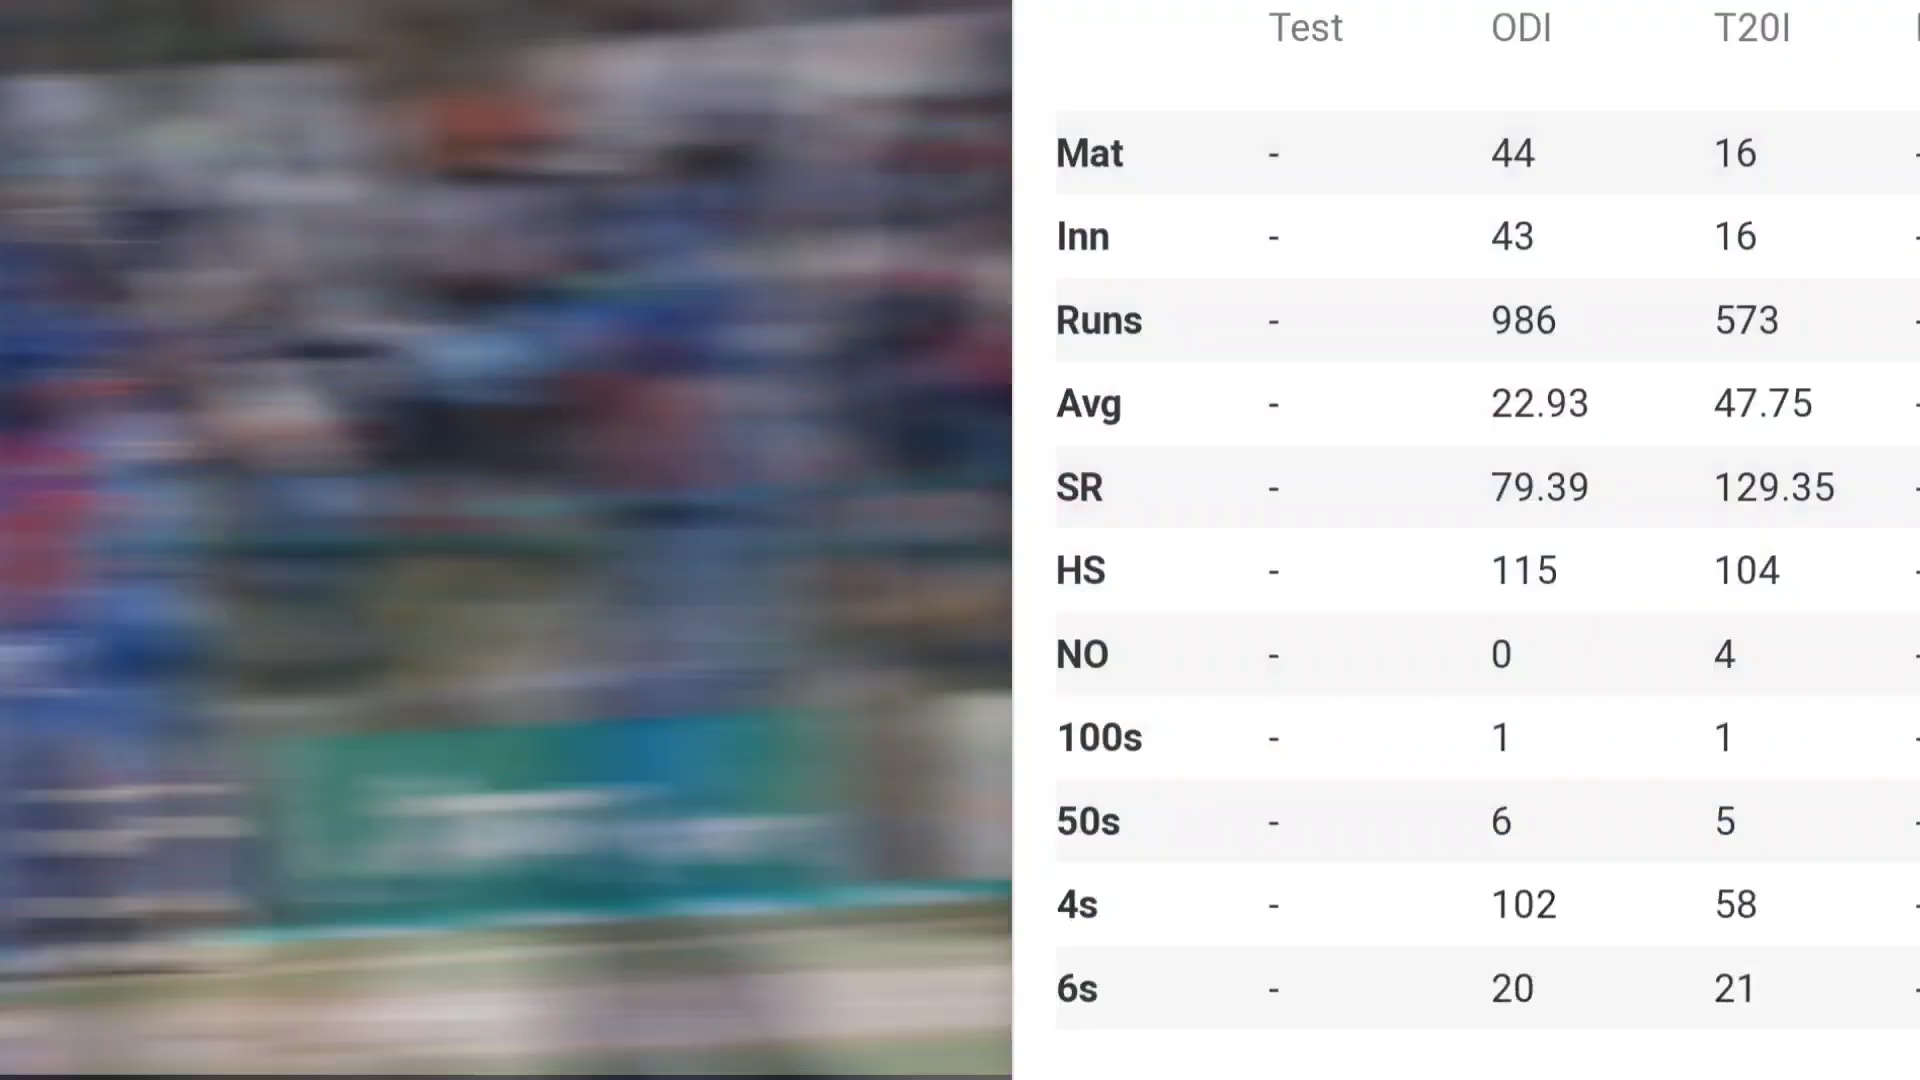 Test ODI T20I
Mat - 44 16 -
Inn - 43 16 -
Runs - 986 573 -
Avg - 22.93 47.75 -
SR - 79.39 129.35 -
HS - 115 104 -
NO - 0 4 -
100s - 1 1 -
50s - 6 5 -
4s - 102 58 -
6s - 20 21 -